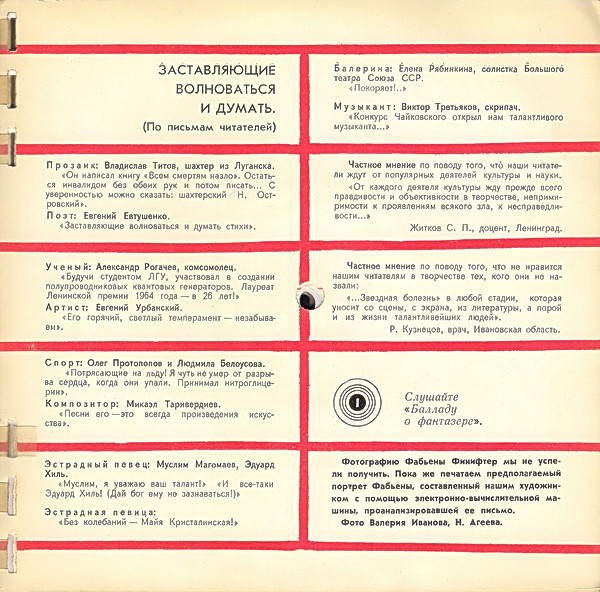 ЗАСТАВЛЯЮЩИЕ
ВОЛНОВАТЬСЯ
И ДУМАТЬ.
(По письмам читателей)
Прозаик: Владислав Титов, шахтер из Луганска.
«Он написал книгу «Всем смертям назло». Остать-
ся инвалидом без обеих рук и потом писать... С
уверенностью можно сказать: шахтерский Н. Ост-
ровский».
Поэт: Евгений Евтушенко.
«Заставляющие волноваться и думать стихи».
Ученый: Александр Рогачев, комсомолец.
«Будучи студентом ЛГУ, участвовал в создании
полупроводниковых квантовых генераторов. Лауреат
Ленинской премии 1964 года — в 26 лет!»
Артист: Евгений Урбанский.
«Его горячий, светлый темперамент — незабыва-
ем».
Спорт: Олег Протопопов и Людмила Белоусова.
«Потрясающие на льду! Я чуть не умер от разры-
ва сердца, когда они упали. Принимал нитроглице-
рин».
Композитор: Микаэл Таривердиев.
«Песни его — это всегда произведения искус-
ства».
Эстрадный певец: Муслим Магомаев, Эдуард
Хиль.
«Муслим, я уважаю ваш талант!» «И все-таки
Эдуард Хиль! (Дай бог ему не зазнаваться!)»
Эстрадная певица:
«Без колебаний — Майя Кристалинская!»
Балерина: Елена Рябинкина, солистка Большого
театра Союза ССР.
«Покоряет!..»
Музыкант: Виктор Третьяков, скрипач.
«Конкурс Чайковского открыл нам талантливого
музыканта...»
Частное мнение по поводу того, что наши читате-
ли ждут от популярных деятелей культуры и науки.
«От каждого деятеля культуры жду прежде всего
правдивости и объективности в творчестве, неприми-
римости к проявлениям всякого зла, к несправедли-
вости...»
Житков С. П., доцент, Ленинград.
Частное мнение по поводу того, что не нравится
нашим читателям в творчестве тех, кого они не на-
звали:
«...Звездная болезнь» в любой стадии, которая
уносит со сцены, с экрана, из литературы, а порой
и из жизни талантливейших людей».
Р. Кузнецов, врач, Ивановская область.
1
Слушайте
«Балладу
о фантазере».
Фотографию Фабьены Финифтер мы не успе-
ли получить. Пока же печатаем предполагаемый
портрет Фабьены, составленный нашим художни-
ком с помощью электронно-вычислительной ма-
шины, проанализировавшей ее письмо.
Фото Валерия Иванова, Н. Агеева.